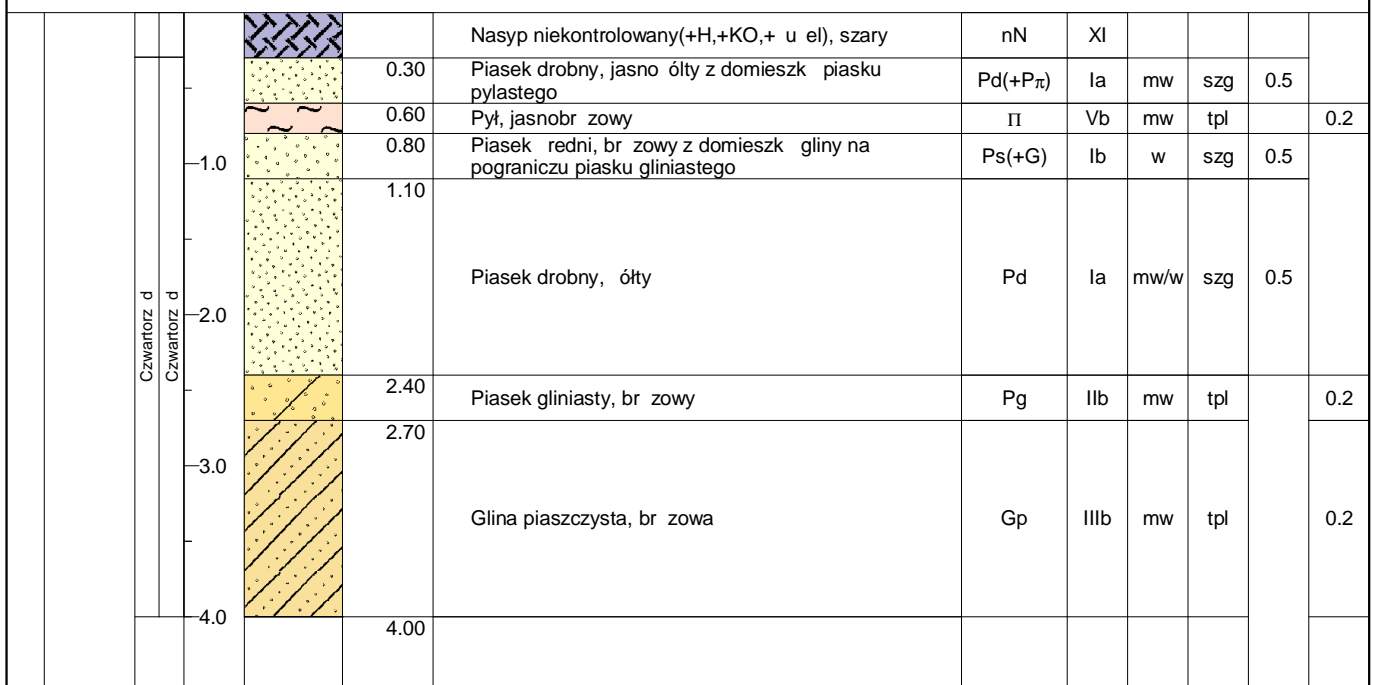 Nasyp niekontrolowany(+H,+KO,+ u el), szary nN XI
0.30 Piasek drobny, jasno ólty z domieszk piasku pylastego Pd(+Pπ) Ia mw szg 0.5
0.60 Pył, jasnobr zowy Π Vb mw tpl 0.2
0.80 Piasek redni, br zowy z domieszk gliny na pograniczu piasku gliniastego Ps(+G) Ib w szg 0.5
1.0
1.10
Piasek drobny, ółty Pd Ia mw/w szg 0.5
Czwartorz d
Czwartorz d
2.0
2.40 Piasek gliniasty, br zowy Pg IIb mw tpl 0.2
2.70
3.0
Glina piaszczysta, br zowa Gp IIIb mw tpl 0.2
4.0
4.00